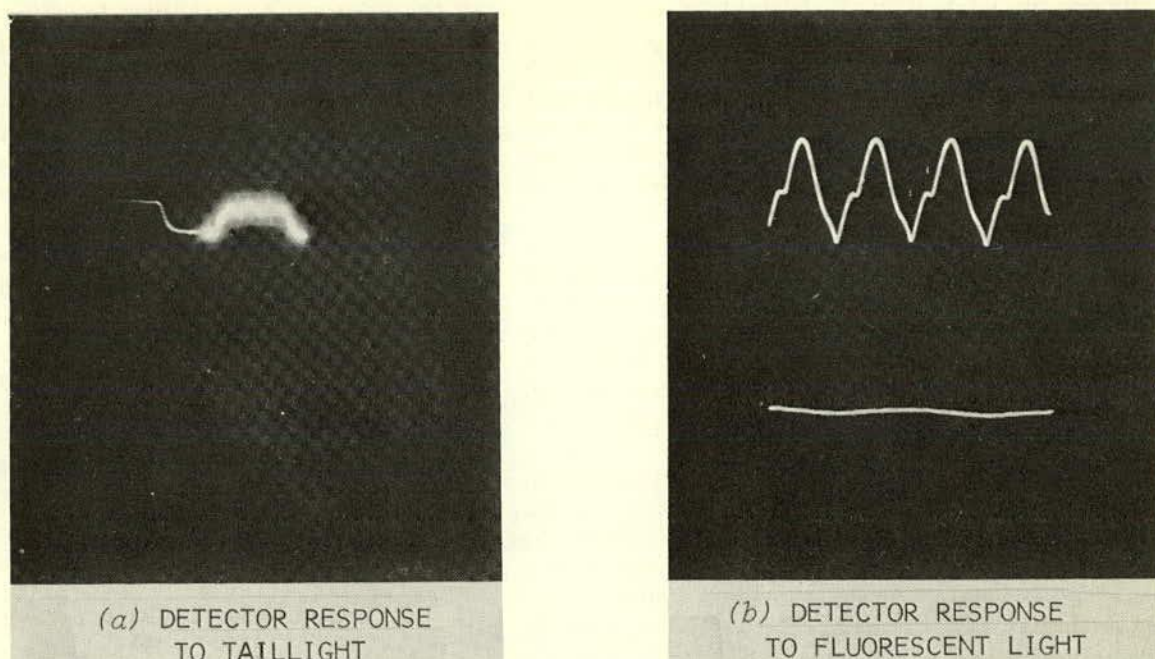 (a) DETECTOR RESPONSE
TO TAILLIGHT
(b) DETECTOR RESPONSE
TO FLUORESCENT LIGHT